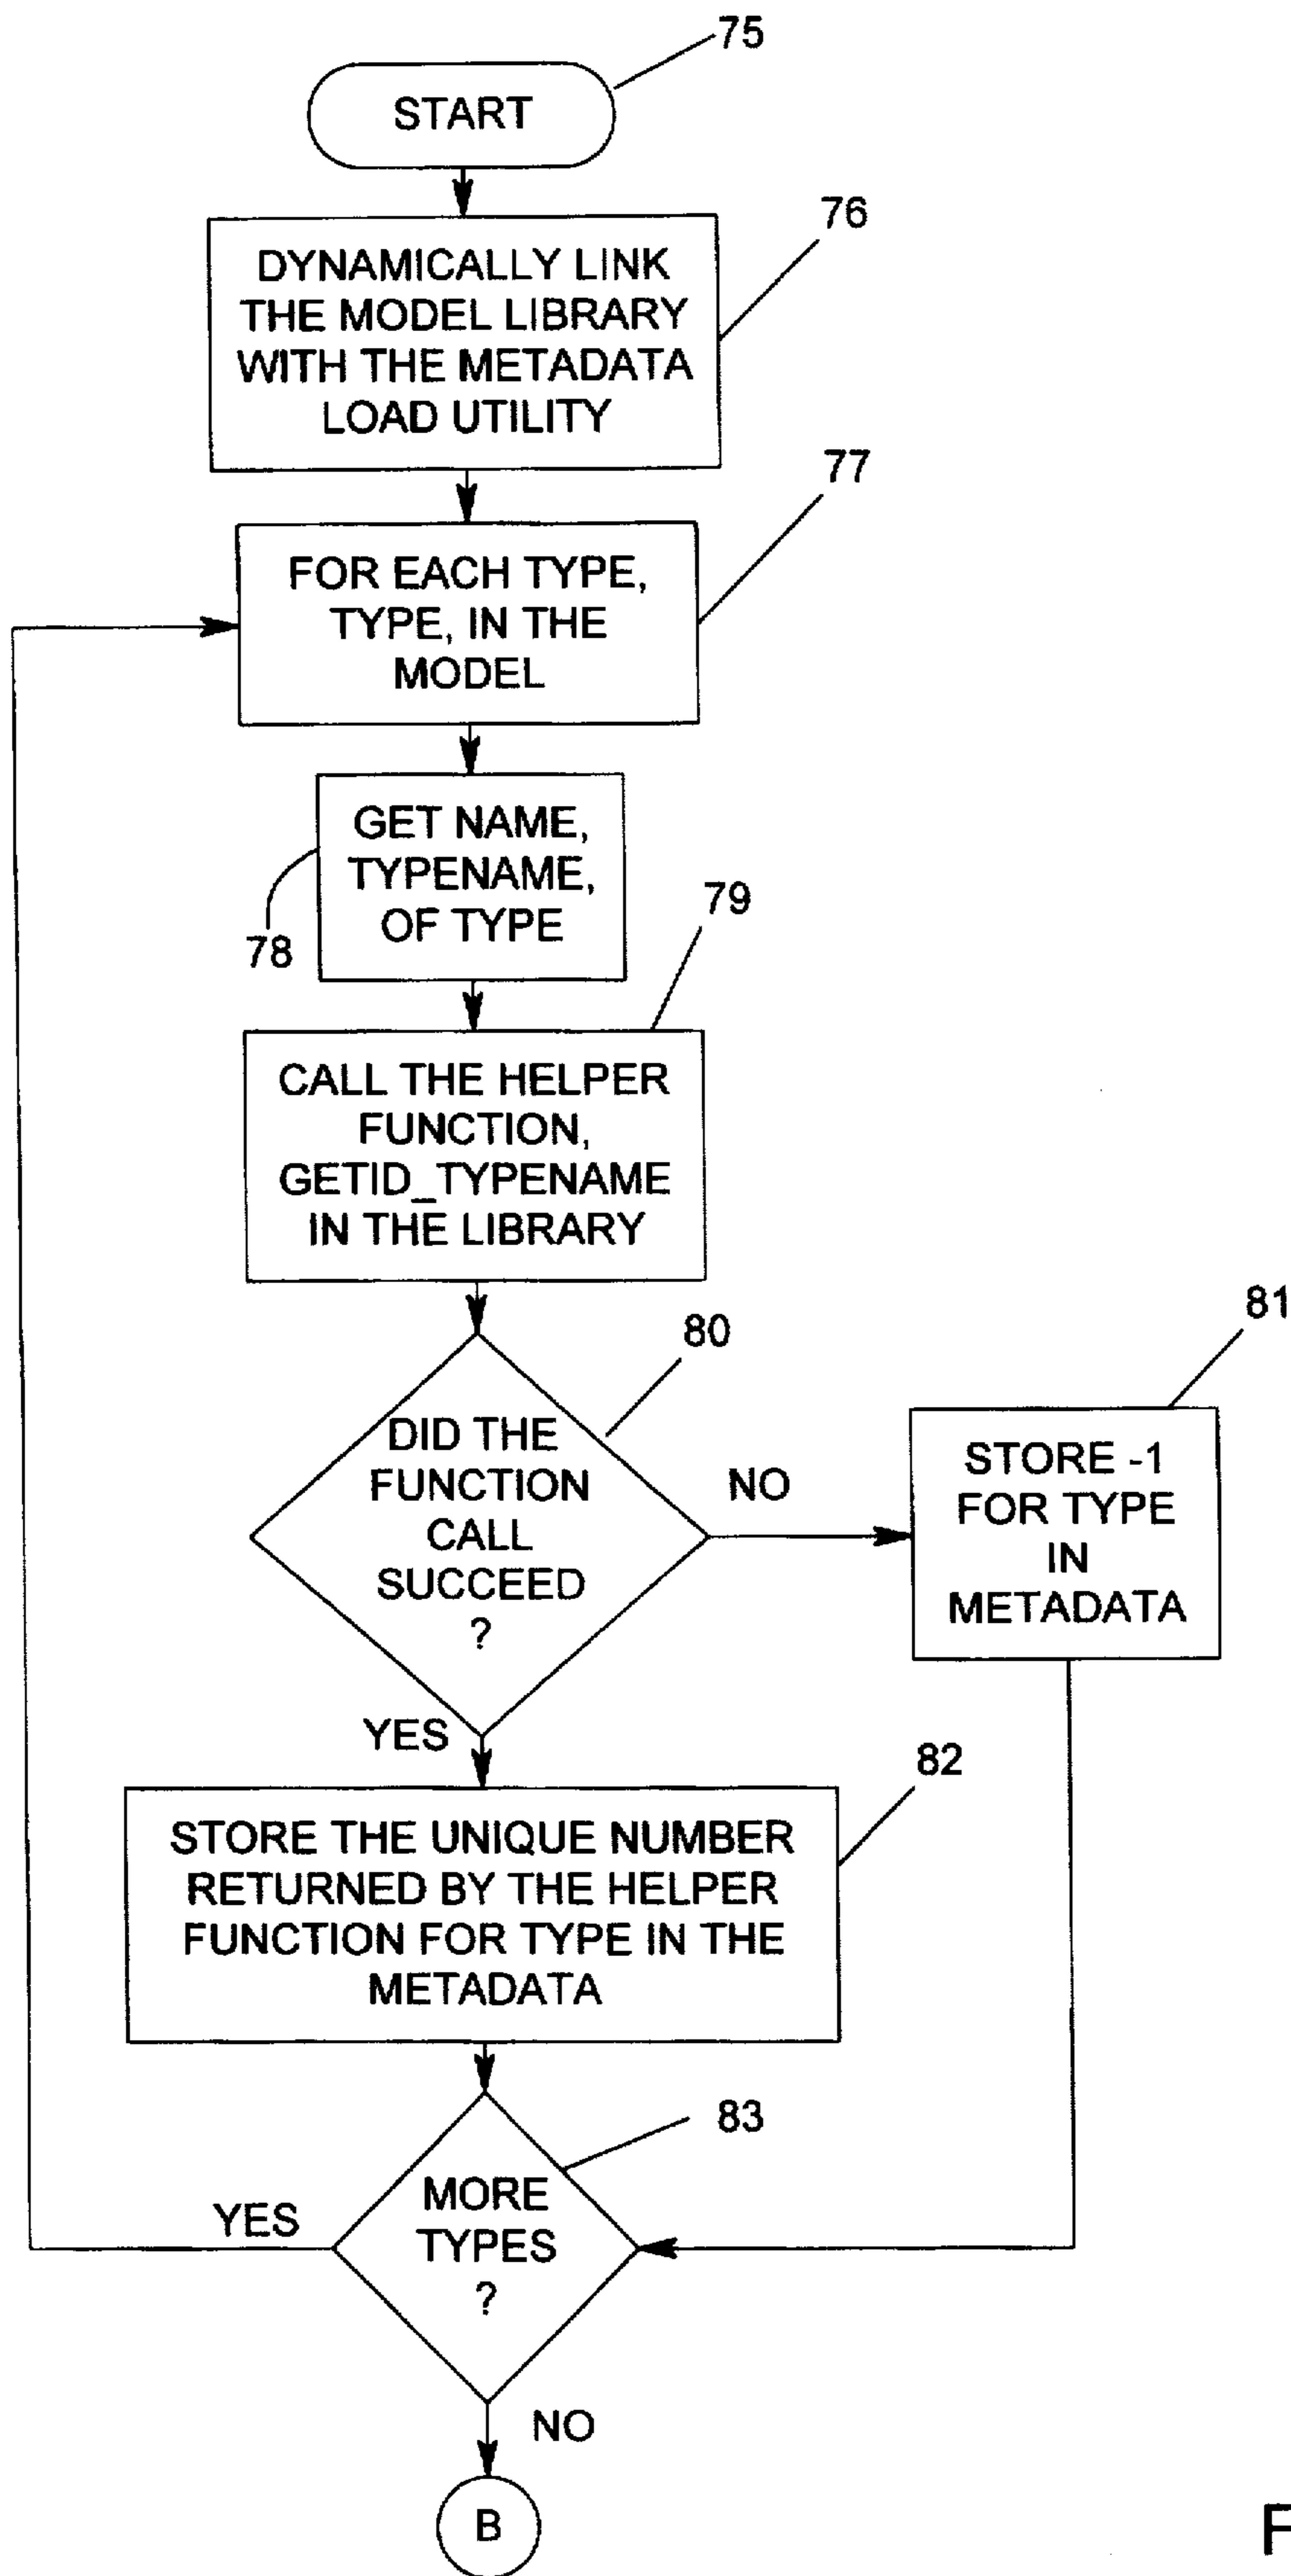 75
START
76
DYNAMICALLY LINK
THE MODEL LIBRARY
WITH THE METADATA
LOAD UTILITY
77
FOR EACH TYPE,
TYPE, IN THE
MODEL
GET NAME,
TYPENAME,
OF TYPE
78
79
CALL THE HELPER
FUNCTION,
GETID_TYPENAME
IN THE LIBRARY
80
DID THE
FUNCTION
CALL
SUCCEED
?
NO
81
STORE -1
FOR TYPE
IN
METADATA
YES
82
STORE THE UNIQUE NUMBER
RETURNED BY THE HELPER
FUNCTION FOR TYPE IN THE
METADATA
83
MORE
TYPES
?
YES
NO
B
F